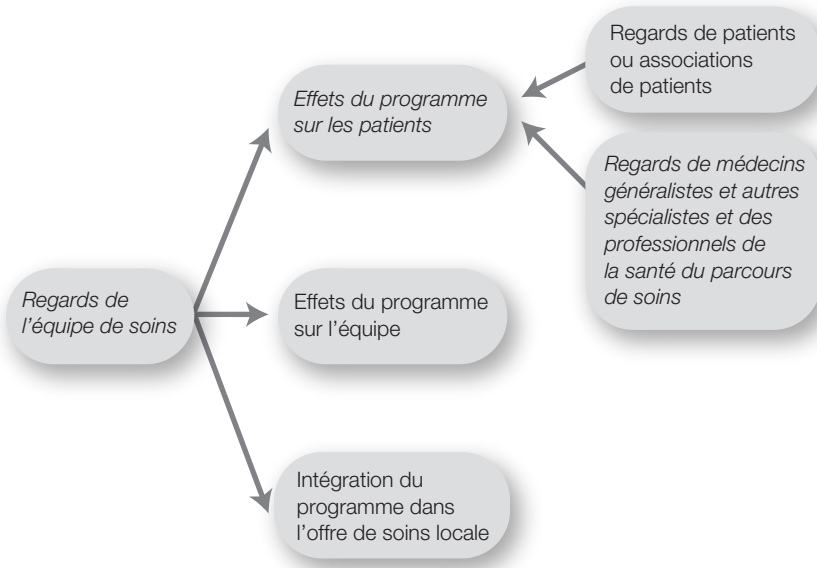 Regards de
l'équipe de soins
Effets du programme
sur les patients
Effets du programme
sur l'équipe
Intégration du
programme dans
l'offre de soins locale
Regards de patients
ou associations
de patients
Regards de médecins
généralistes et autres
spécialistes et des
professionnels de
la santé du parcours
de soins